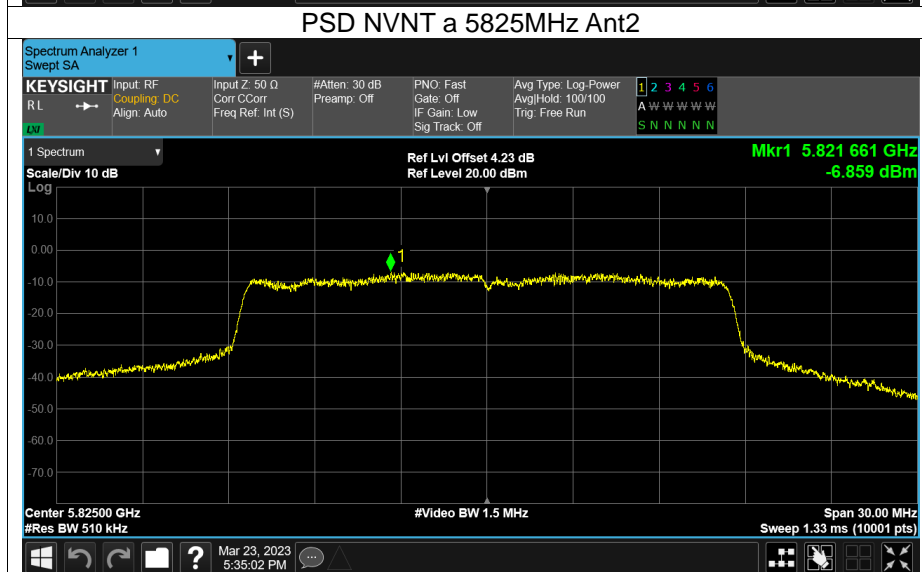 PSD NVNT a 5825MHz Ant2
Spectrum Analyzer 1
Swept SA
+
KEYSIGHT
R L
LXI
Input: RF
Coupling: DC
Align: Auto
Input Z: 50 Ω
Corr CCorr
Freq Ref: Int (S)
#Atten: 30 dB
Preamp: Off
PNO: Fast
Gate: Off
IF Gain: Low
Sig Track: Off
Avg Type: Log-Power
Avg|Hold: 100/100
Trig: Free Run
1 2 3 4 5 6
A W W W W W
S N N N N N
1 Spectrum
Scale/Div 10 dB
Ref Lvl Offset 4.23 dB
Ref Level 20.00 dBm
Mkr1 5.821 661 GHz
-6.859 dBm
Log
10.0
0.00
-10.0
-20.0
-30.0
-40.0
-50.0
-60.0
-70.0
1
Center 5.82500 GHz
#Res BW 510 kHz
#Video BW 1.5 MHz
Span 30.00 MHz
Sweep 1.33 ms (10001 pts)
?
Mar 23, 2023
5:35:02 PM